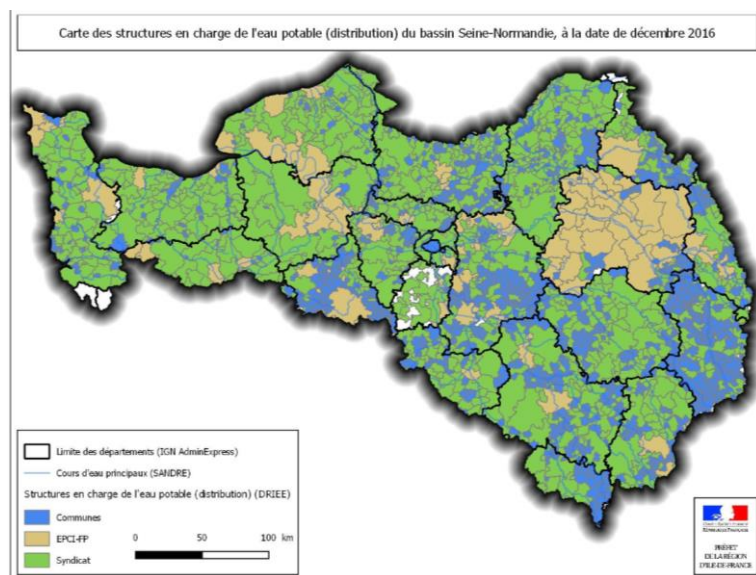 Carte des structures en charge de l'eau potable (distribution) du bassin Seine-Normandie, à la date de décembre 2016
Limite des départements (IGN AdminExpress)
Cours d'eau principaux (SANDRE)
Structures en charge de l'eau potable (distribution) (DRIEE)
Communes
EPCI-FP
Syndicat
0 50 100 km
PRÉFET
DE LA RÉGION
D'ÎLE-DE-FRANCE